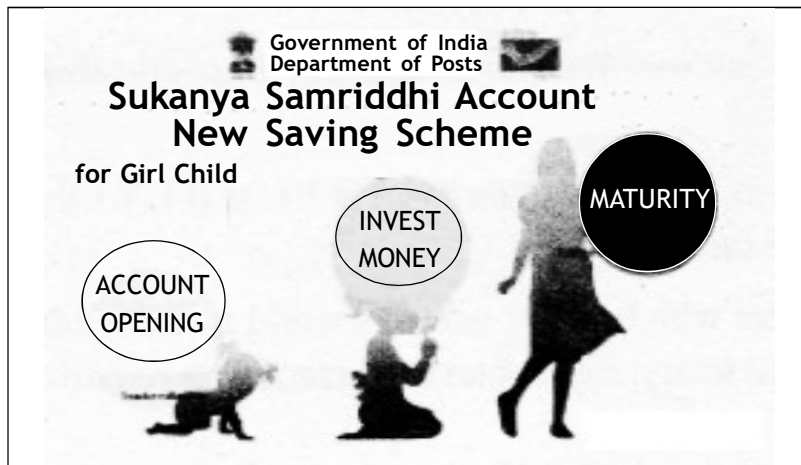 Government of India
Department of Posts
Sukanya Samriddhi Account
New Saving Scheme
for Girl Child
MATURITY
INVEST
MONEY
ACCOUNT
OPENING